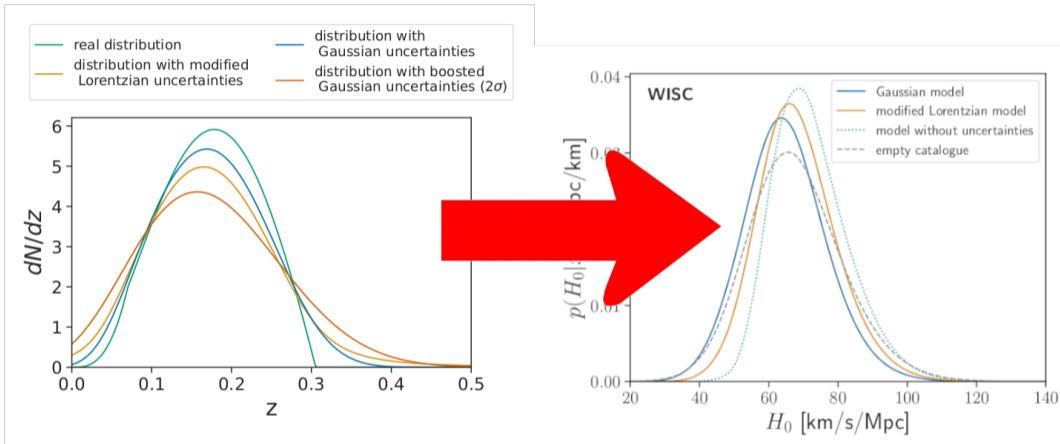 real distribution
distribution with modified
Lorentzian uncertainties
distribution with
Gaussian uncertainties
distribution with boosted
Gaussian uncertainties (2σ)
6
5
4
3
2
1
0
dN/dz
0.0 0.1 0.2 0.3 0.4 0.5
z
WISC
Gaussian model
modified Lorentzian model
model without uncertainties
empty catalogue
0.04
0.01
0.00
p(H₀|
pc/km]
20 40 60 80 100 120 140
H₀ [km/s/Mpc]